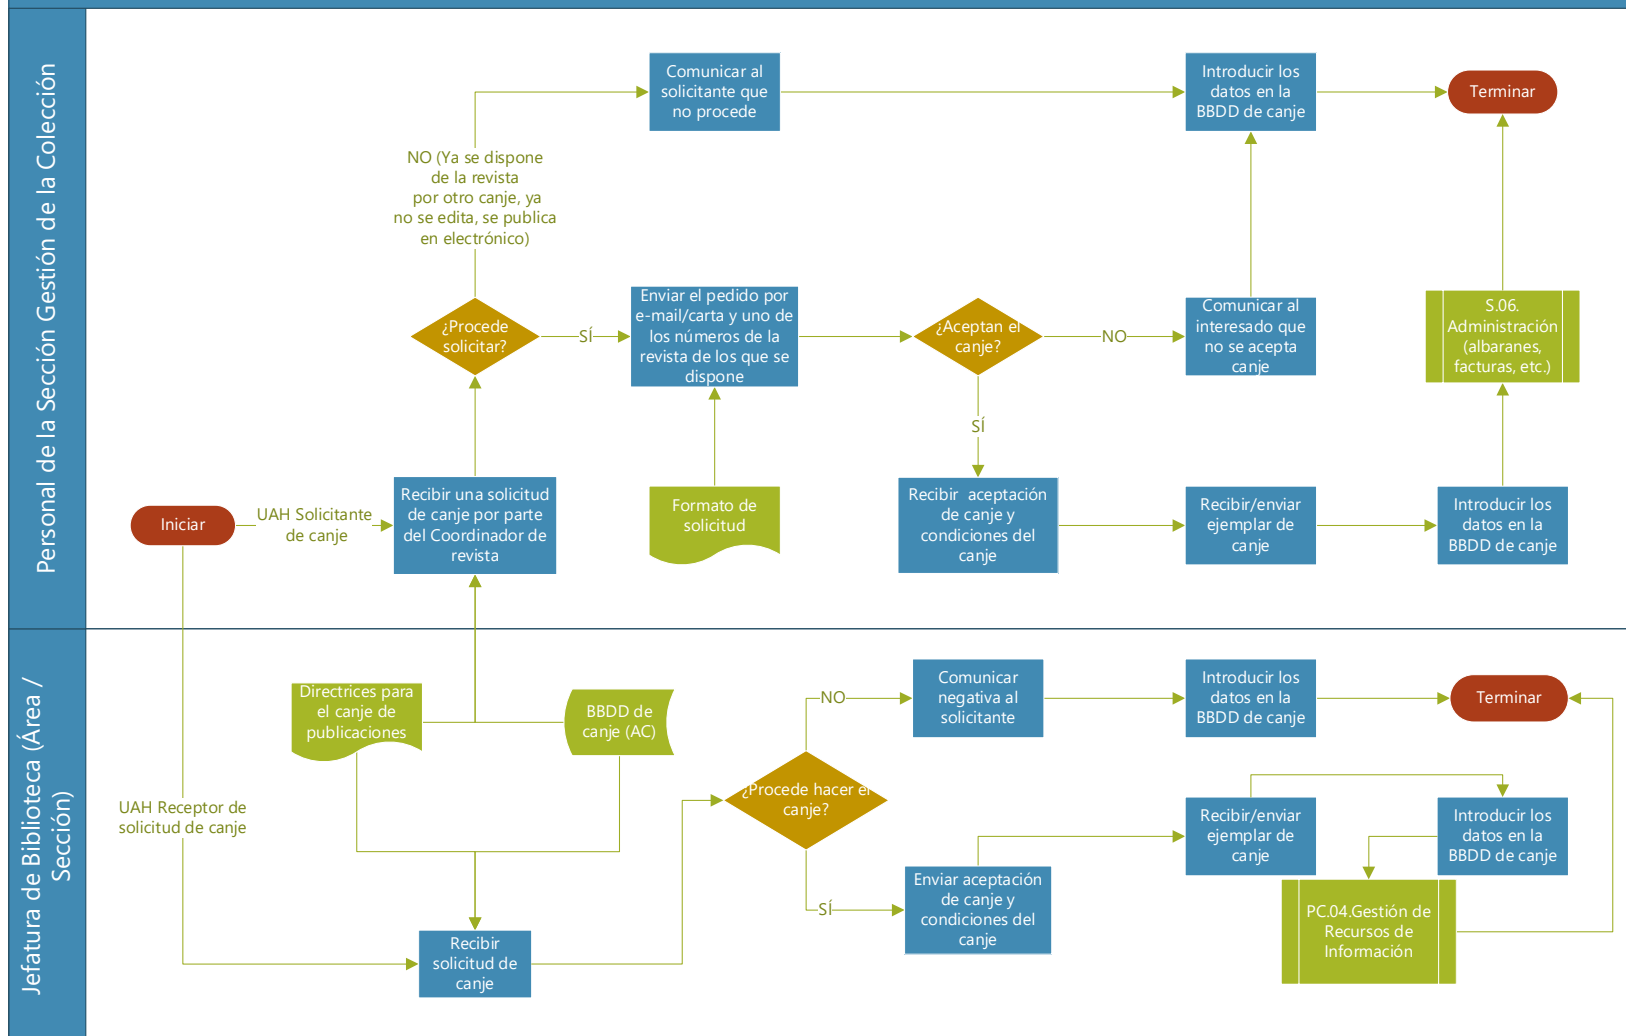 Personal de la Sección Gestión de la Colección
Comunicar al
solicitante que
no procede
Introducir los
datos en la
BBDD de canje
Terminar
NO (Ya se dispone
de la revista
por otro canje, ya
no se edita, se publica
en electrónico)
¿Procede
solicitar?
SÍ
Enviar el pedido por
e-mail/carta y uno de
los números de la
revista de los que se
dispone
¿Aceptan el
canje?
NO
Comunicar al
interesado que
no se acepta
canje
S.06.
Administración
(albaranes,
facturas, etc.)
SÍ
Iniciar
UAH Solicitante
de canje
Recibir una solicitud
de canje por parte
del Coordinador de
revista
Formato de
solicitud
Recibir  aceptación
de canje y
condiciones del
canje
Recibir/enviar
ejemplar de
canje
Introducir los
datos en la
BBDD de canje
Jefatura de Biblioteca (Área /
Sección)
Directrices para
el canje de
publicaciones
BBDD de
canje (AC)
NO
Comunicar
negativa al
solicitante
Introducir los
datos en la
BBDD de canje
Terminar
UAH Receptor de
solicitud de canje
¿Procede hacer el
canje?
Recibir/enviar
ejemplar de
canje
Introducir los
datos en la
BBDD de canje
SÍ
Enviar aceptación
de canje y
condiciones del
canje
PC.04.Gestión de
Recursos de
Información
Recibir
solicitud de
canje